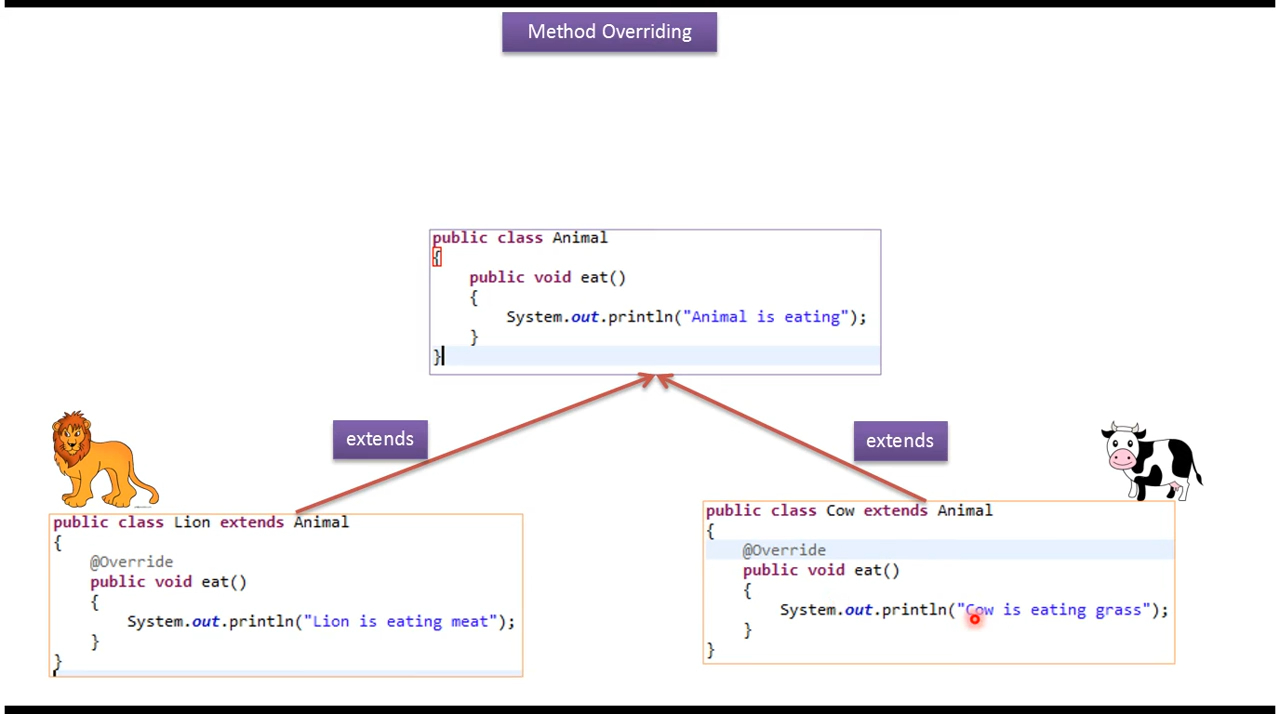 Method Overriding
public class Animal
{
public void eat()
{
System.out.println("Animal is eating");
}
}
extends
extends
public class Lion extends Animal
{
@Override
public void eat()
{
System.out.println("Lion is eating meat");
}
}
public class Cow extends Animal
{
@Override
public void eat()
{
System.out.println("Cow is eating grass");
}
}